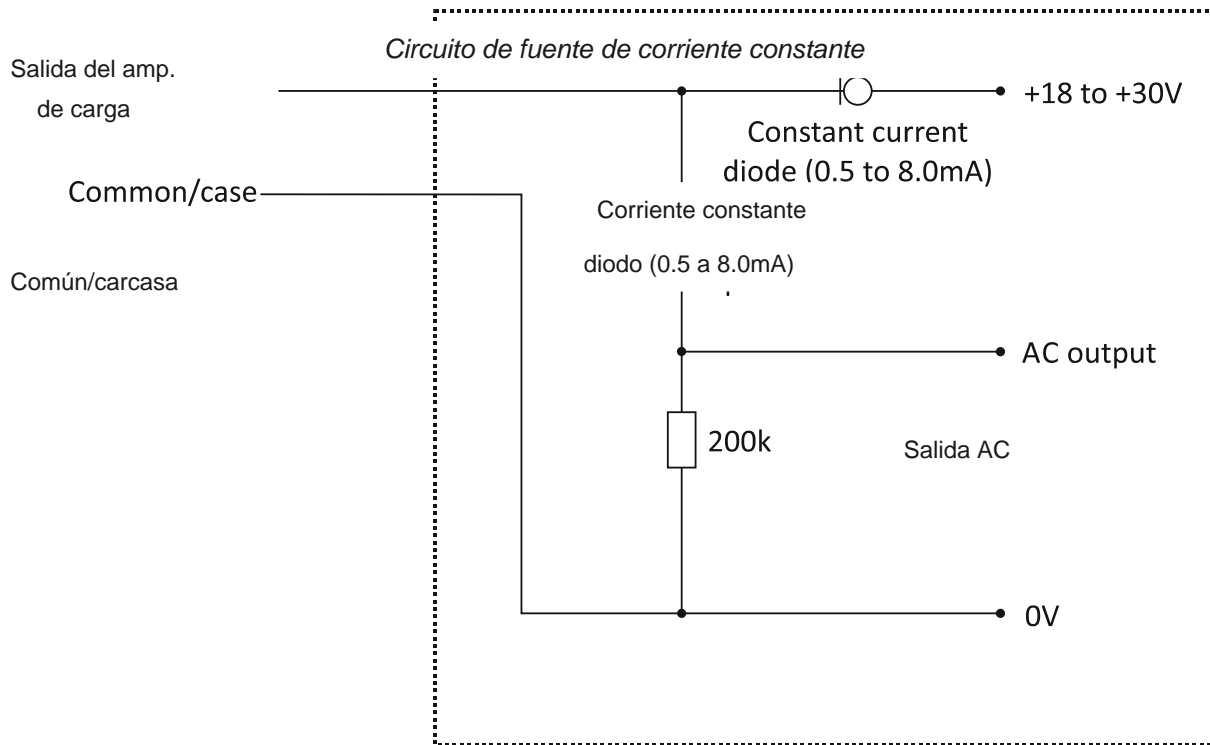 Circuito de fuente de corriente constante
Salida del amp.
de carga
+18 to +30V
Constant current
diode (0.5 to 8.0mA)
Common/case
Corriente constante
diodo (0.5 a 8.0mA)
Común/carcasa
AC output
200k
Salida AC
0V